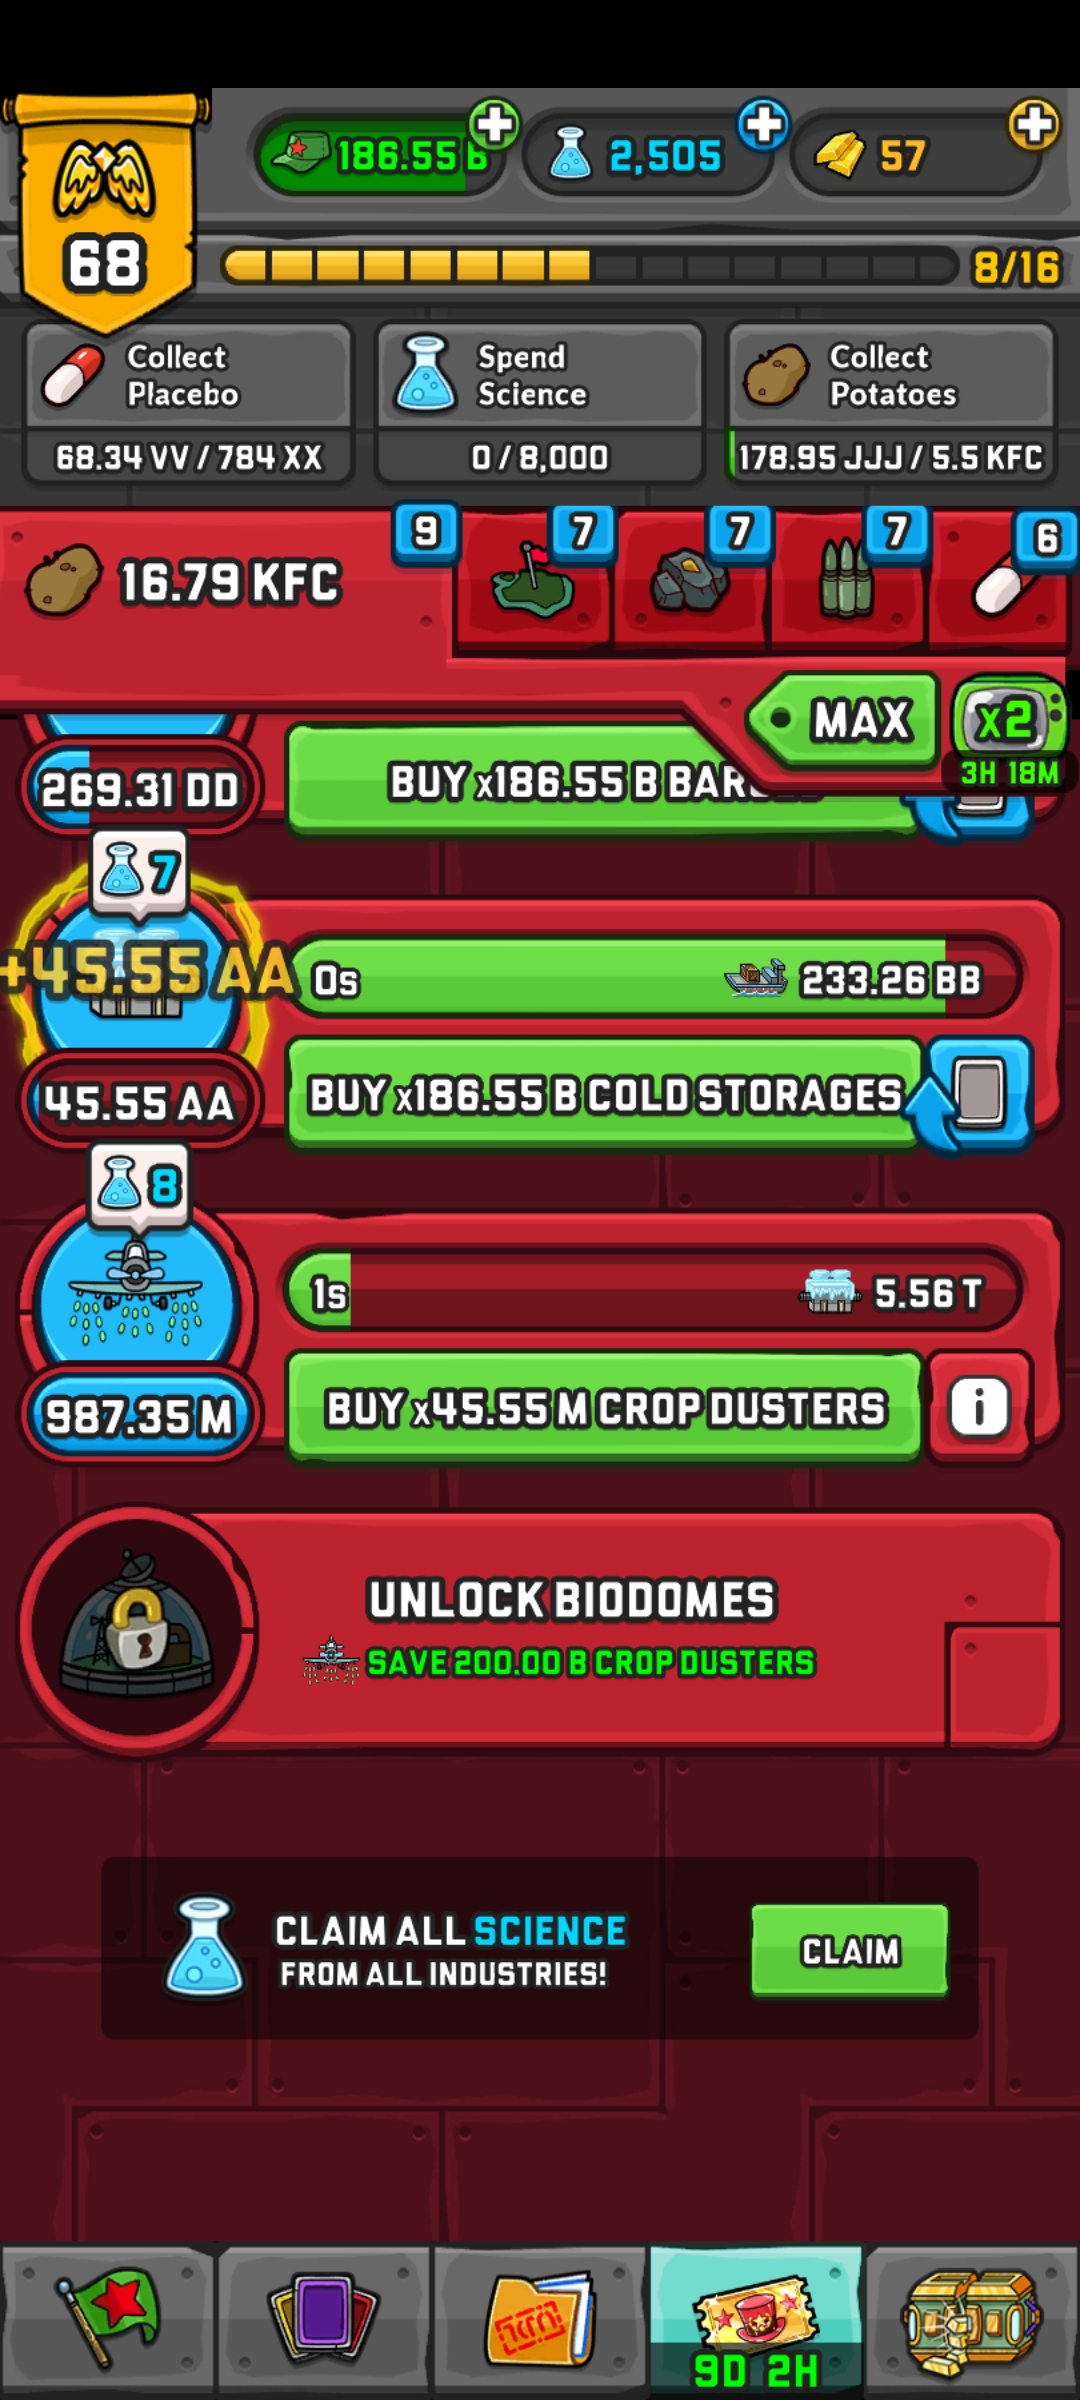 186.55 B
2,505
57
68
8/16
Collect
Placebo
68.34 VV / 784 XX
Spend
Science
0 / 8,000
Collect
Potatoes
178.95 JJJ / 5.5 KFC
16.79 KFC
9
7
7
7
6
MAX
x2
3H 18M
269.31 DD
BUY x186.55 B
7
+45.55 AA
0s
233.26 BB
45.55 AA
BUY x186.55 B COLD STORAGES
8
1s
5.56 T
987.35 M
BUY x45.55 M CROP DUSTERS
i
UNLOCK BIODOMES
SAVE 200.00 B CROP DUSTERS
CLAIM ALL SCIENCE
FROM ALL INDUSTRIES!
CLAIM
9D 2H